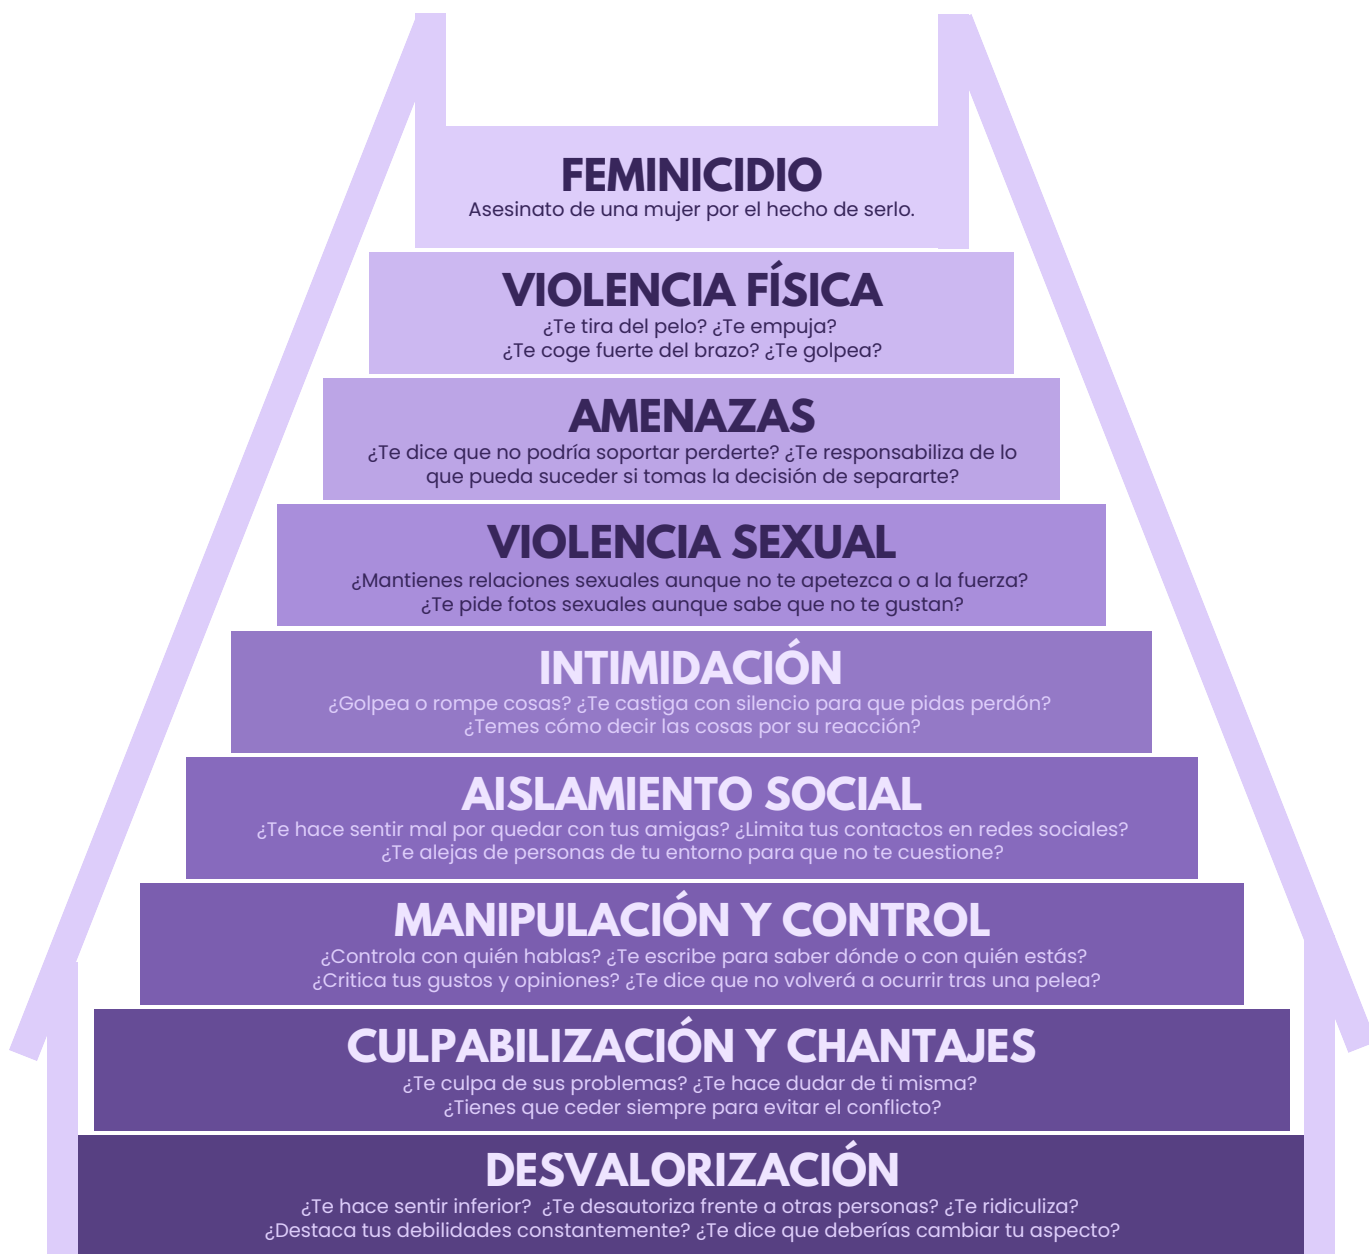 FEMINICIDIO
Asesinato de una mujer por el hecho de serlo.
VIOLENCIA FÍSICA
¿Te tira del pelo? ¿Te empuja?
¿Te coge fuerte del brazo? ¿Te golpea?
AMENAZAS
¿Te dice que no podría soportar perderte? ¿Te responsabiliza de lo
que pueda suceder si tomas la decisión de separarte?
VIOLENCIA SEXUAL
¿Mantienes relaciones sexuales aunque no te apetezca o a la fuerza?
¿Te pide fotos sexuales aunque sabe que no te gustan?
INTIMIDACIÓN
¿Golpea o rompe cosas? ¿Te castiga con silencio para que pidas perdón?
¿Temes cómo decir las cosas por su reacción?
AISLAMIENTO SOCIAL
¿Te hace sentir mal por quedar con tus amigas? ¿Limita tus contactos en redes sociales?
¿Te alejas de personas de tu entorno para que no te cuestione?
MANIPULACIÓN Y CONTROL
¿Controla con quién hablas? ¿Te escribe para saber dónde o con quién estás?
¿Critica tus gustos y opiniones? ¿Te dice que no volverá a ocurrir tras una pelea?
CULPABILIZACIÓN Y CHANTAJES
¿Te culpa de sus problemas? ¿Te hace dudar de ti misma?
¿Tienes que ceder siempre para evitar el conflicto?
DESVALORIZACIÓN
¿Te hace sentir inferior? ¿Te desautoriza frente a otras personas? ¿Te ridiculiza?
¿Destaca tus debilidades constantemente? ¿Te dice que deberías cambiar tu aspecto?